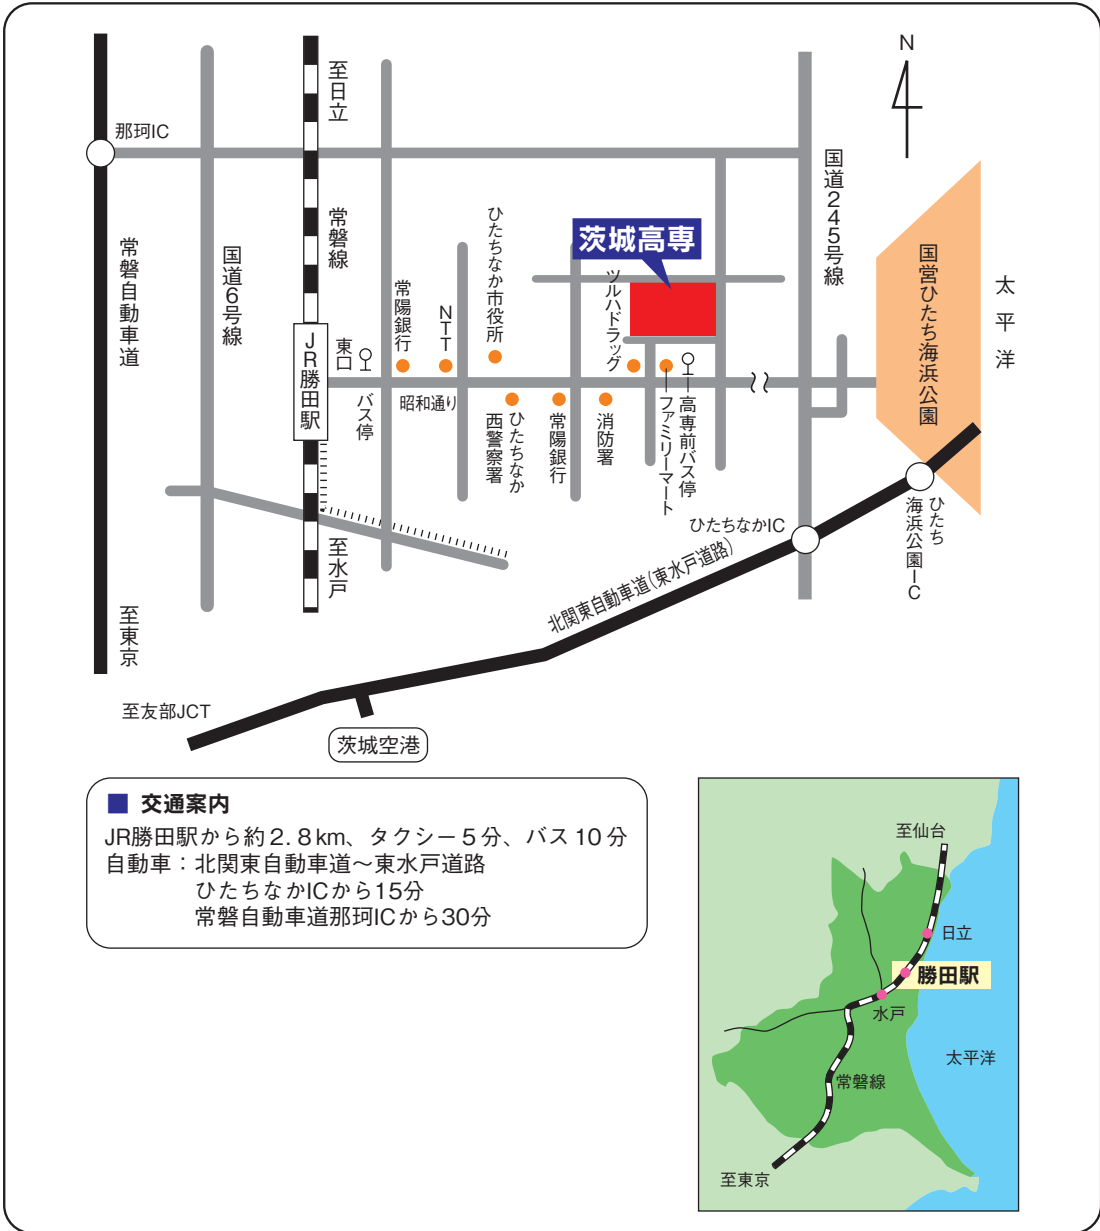 N
至日立
那珂IC
国道245号線
ひたちなか市役所
常磐線
茨城高専
常磐自動車道
国道6号線
国営ひたち海浜公園
太平洋
ツルハドラッグ
常陽銀行
NTT
JR勝田駅
東口
バス停
昭和通り
ひたちなか
西警察署
常陽銀行
消防署
ファミリーマート
高専前バス停
ひたちなかIC
ひたち
海浜公園IC
至水戸
北関東自動車道(東水戸道路)
至東京
至友部JCT
茨城空港
■ 交通案内
JR勝田駅から約2.8km、タクシー5分、バス10分
自動車：北関東自動車道～東水戸道路
ひたちなかICから15分
常磐自動車道那珂ICから30分
至仙台
日立
勝田駅
水戸
太平洋
常磐線
至東京